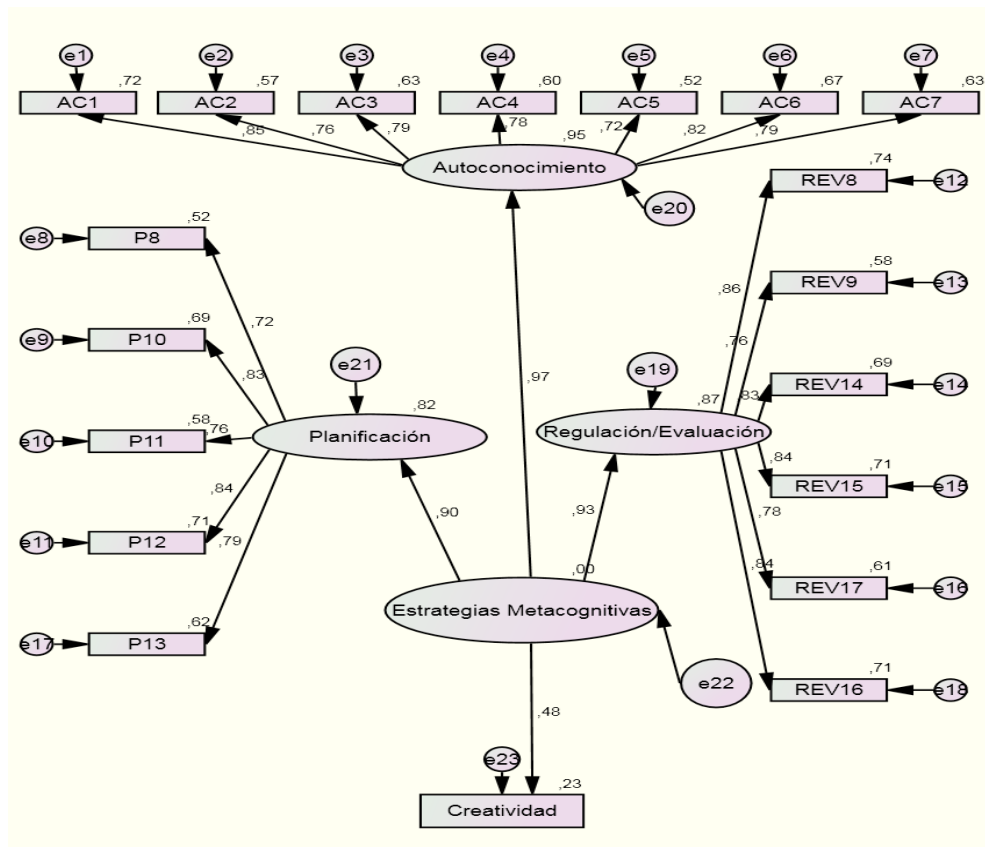 e1 e2 e3 e4 e5 e6 e7
,72 ,57 ,63 ,60 ,52 ,67 ,63
AC1 AC2 AC3 AC4 AC5 AC6 AC7
,85 ,76 ,79 ,78 ,95 ,72 ,82 ,79
Autoconocimiento
e20
,74
REV8 e12
,52
e8 P8
,58
REV9 e13
,86
,76
,69
e9 P10
,72
,83
e21
,97
e19
,69
REV14 e14
,83
,82
,87
,58
e10 P11
,76
Planificación
Regulación/Evaluación
,84
,71
REV15 e15
,84
,71
e11 P12
,79
,90
,93
,78
,84
,61
REV17 e16
,00
Estrategias Metacognitivas
,62
e17 P13
e22
,71
REV16 e18
,48
e23
,23
Creatividad